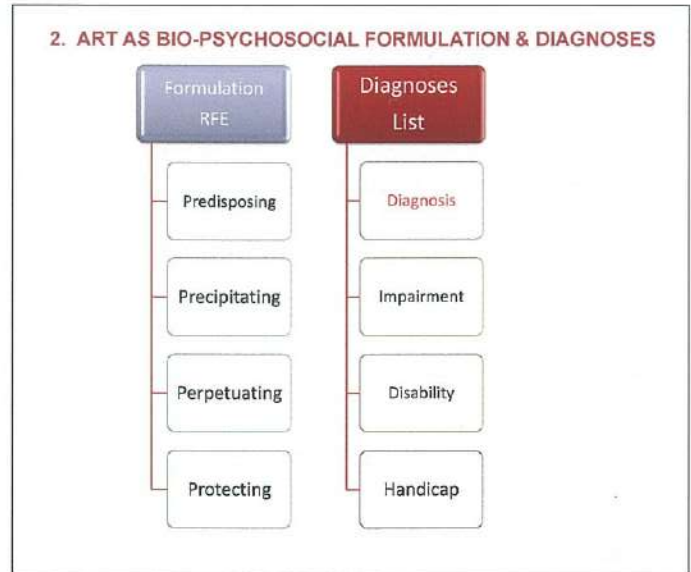 2. ART AS BIO-PSYCHOSOCIAL FORMULATION & DIAGNOSES
Formulation
RFE
Predisposing
Precipitating
Perpetuating
Protecting
Diagnoses
List
Diagnosis
Impairment
Disability
Handicap